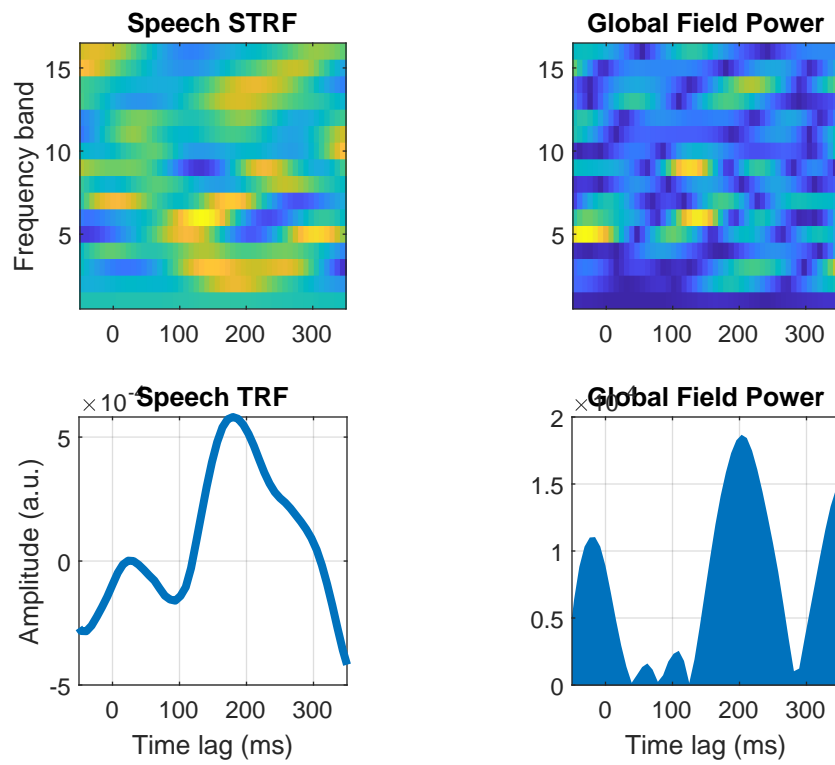 Speech STRF
Frequency band
15
10
5
0 100 200 300
Global Field Power
15
10
5
0 100 200 300
Speech TRF
×10-4
Amplitude (a.u.)
5
0
-5
0 100 200 300
Time lag (ms)
Global Field Power
2
1.5
1
0.5
0
0 100 200 300
Time lag (ms)